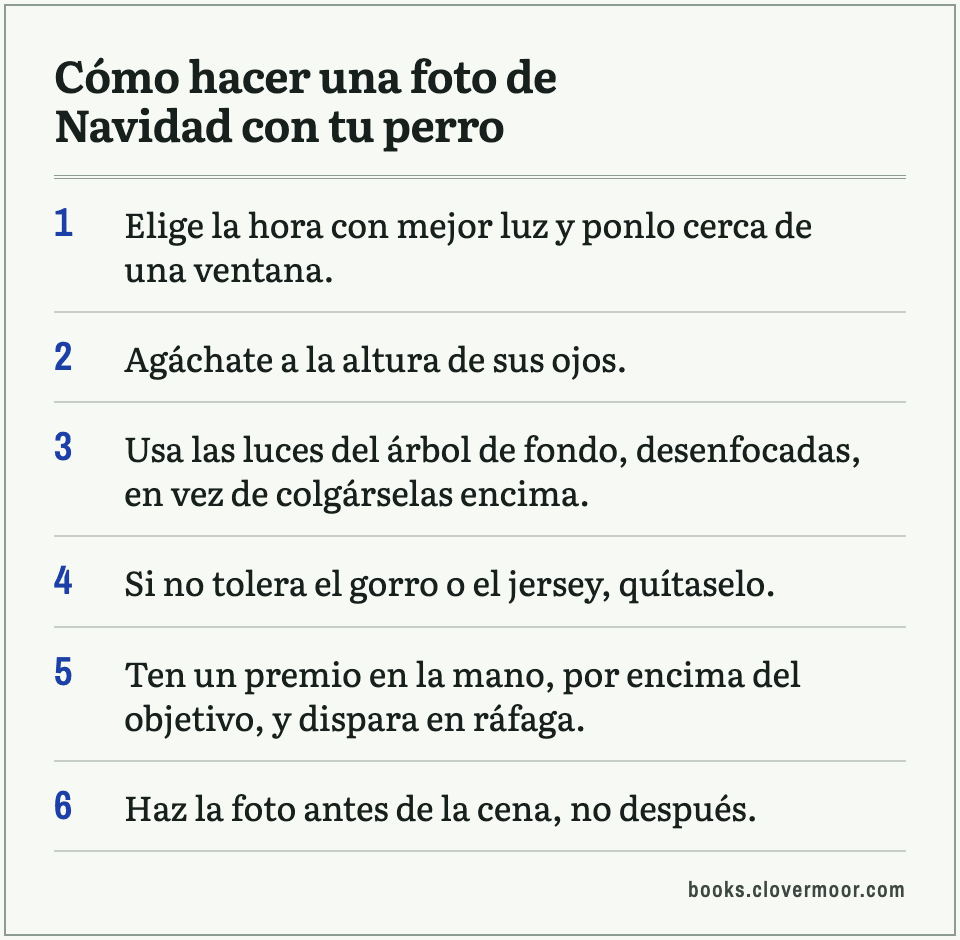 Cómo hacer una foto de
Navidad con tu perro
1 Elige la hora con mejor luz y ponlo cerca de
una ventana.
2 Agáchate a la altura de sus ojos.
3 Usa las luces del árbol de fondo, desenfocadas,
en vez de colgárselas encima.
4 Si no tolera el gorro o el jersey, quítaselo.
5 Ten un premio en la mano, por encima del
objetivo, y dispara en ráfaga.
6 Haz la foto antes de la cena, no después.
books.clovermoor.com